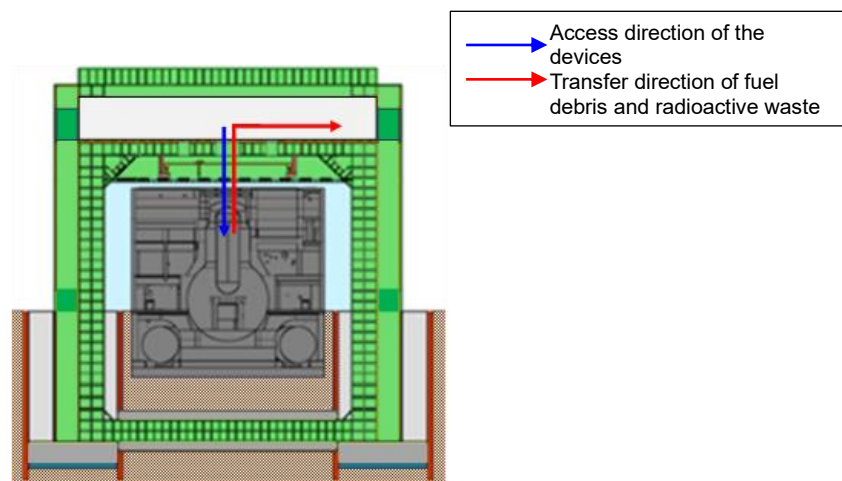 Access direction of the
devices
Transfer direction of fuel
debris and radioactive waste